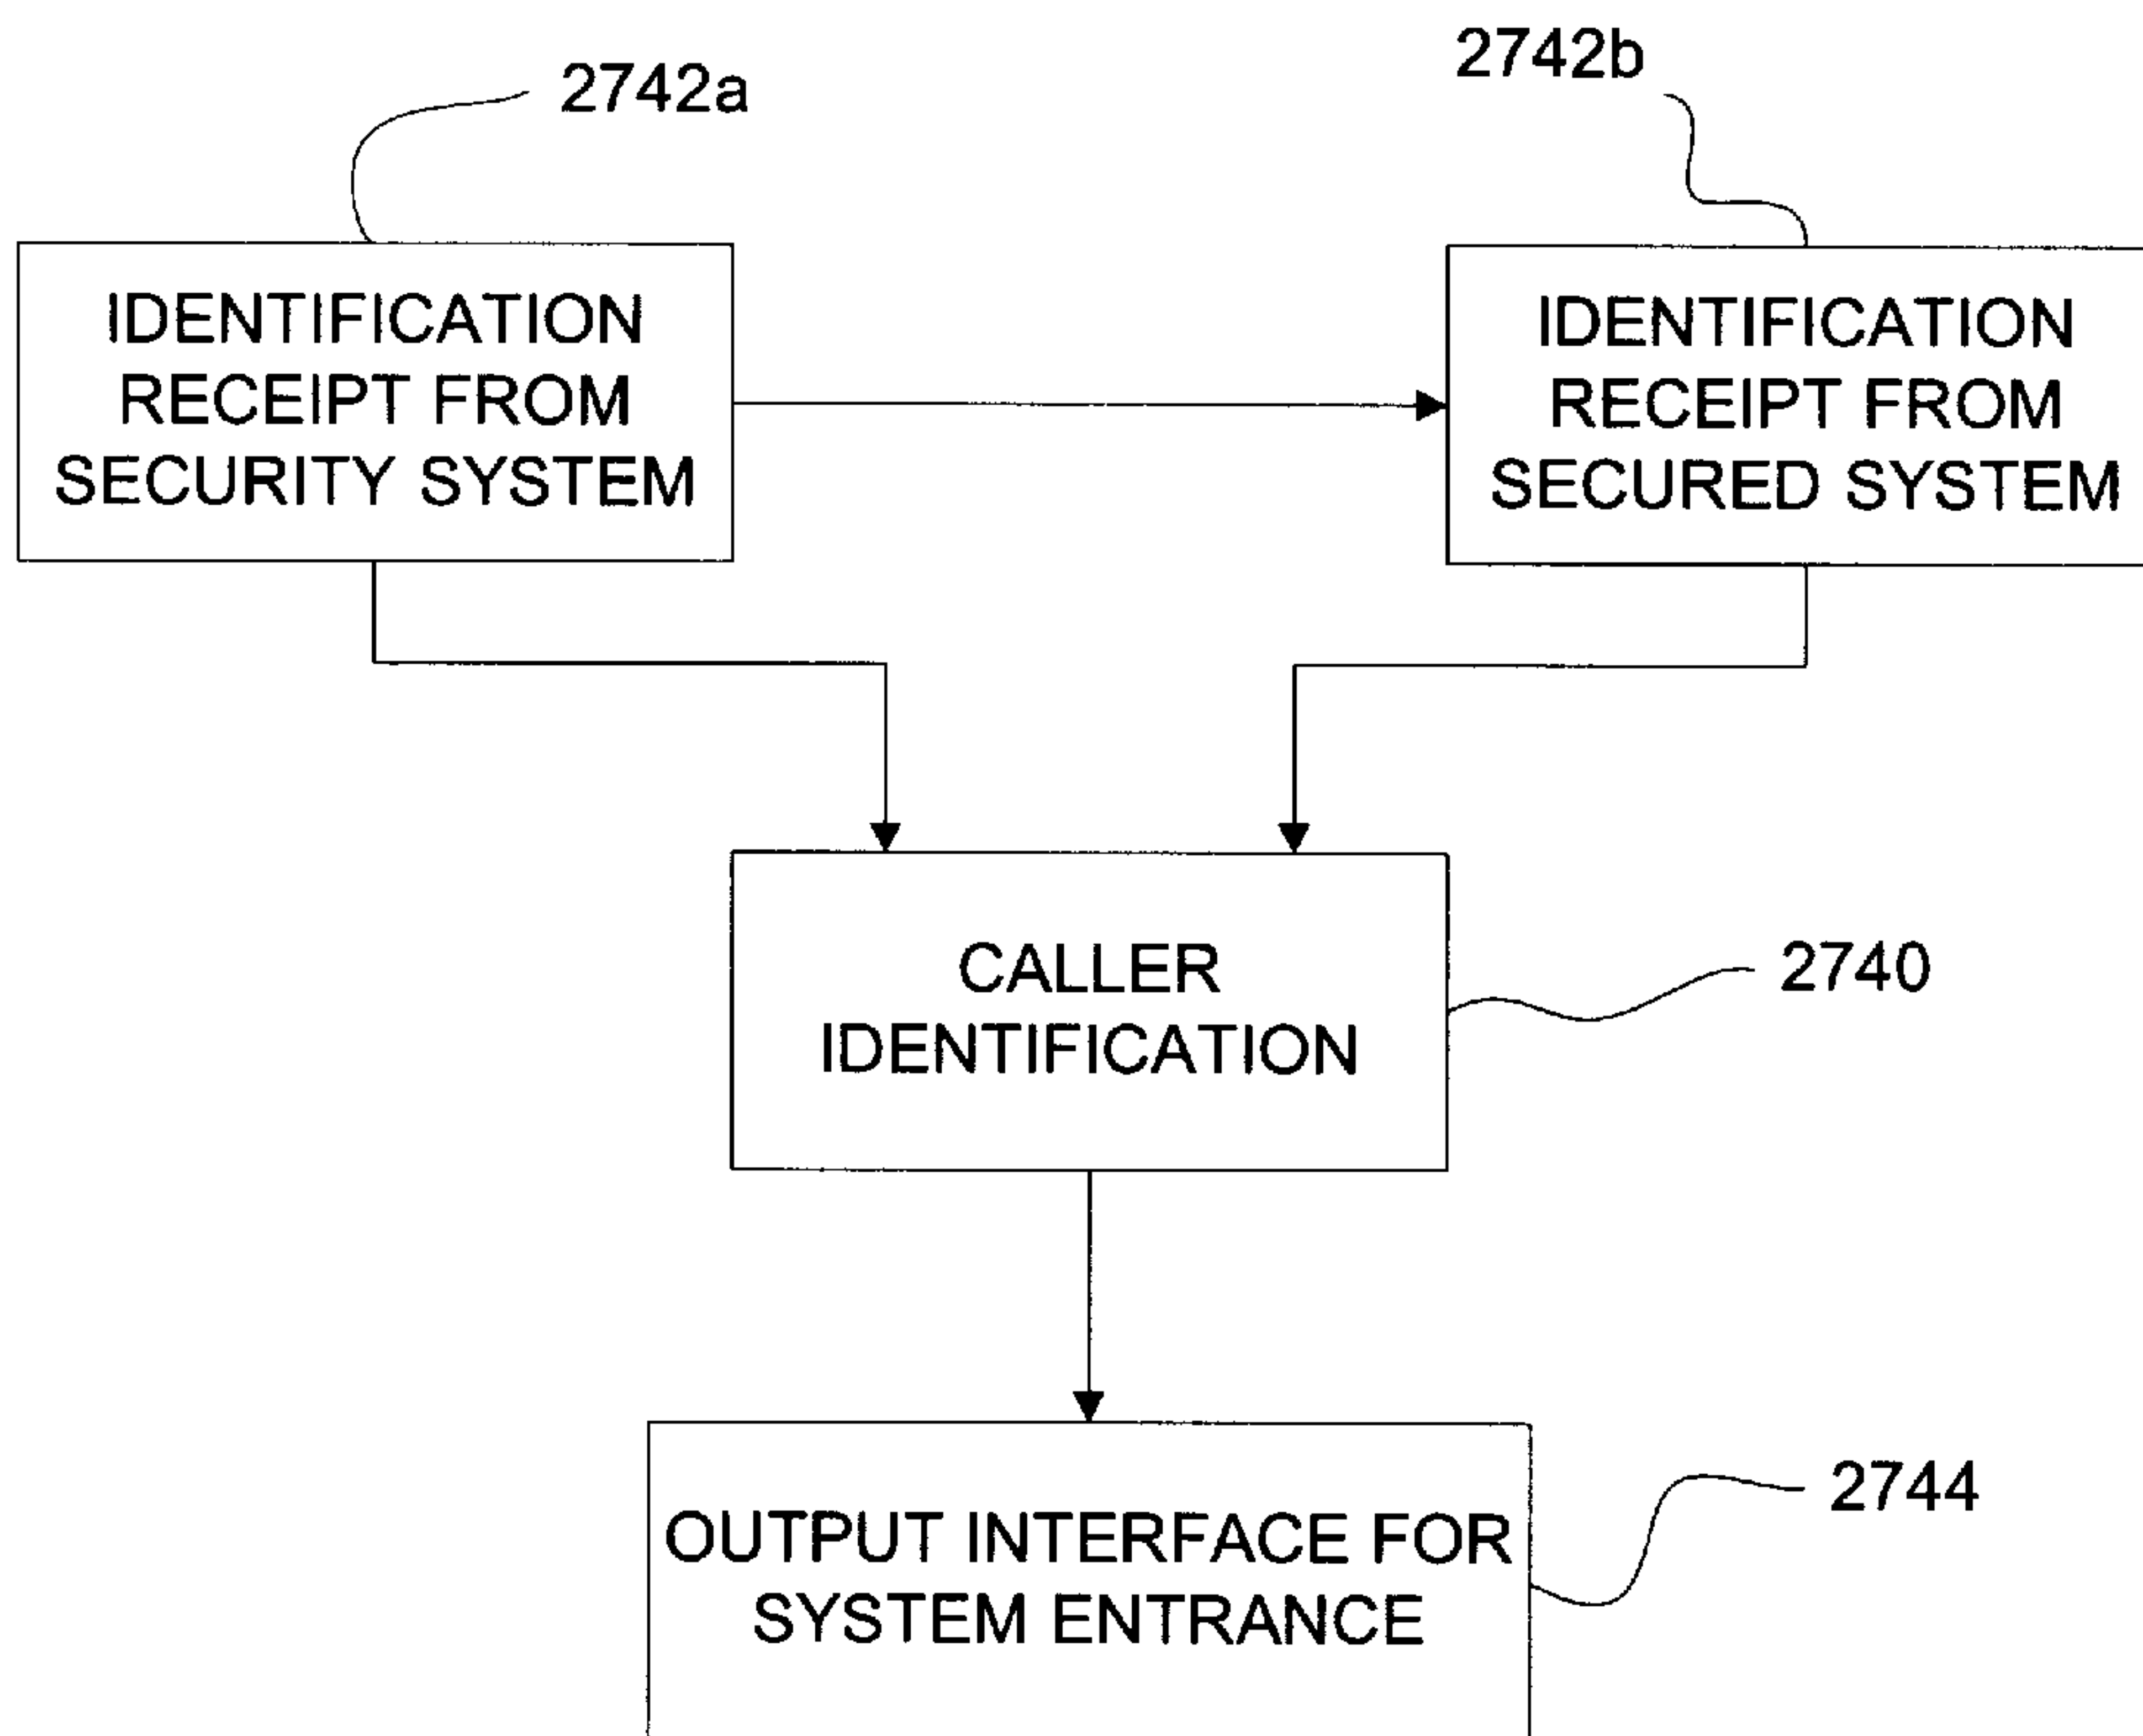 2742a
2742b
IDENTIFICATION
RECEIPT FROM
SECURITY SYSTEM
IDENTIFICATION
RECEIPT FROM
SECURED SYSTEM
CALLER
IDENTIFICATION
2740
OUTPUT INTERFACE FOR
SYSTEM ENTRANCE
2744